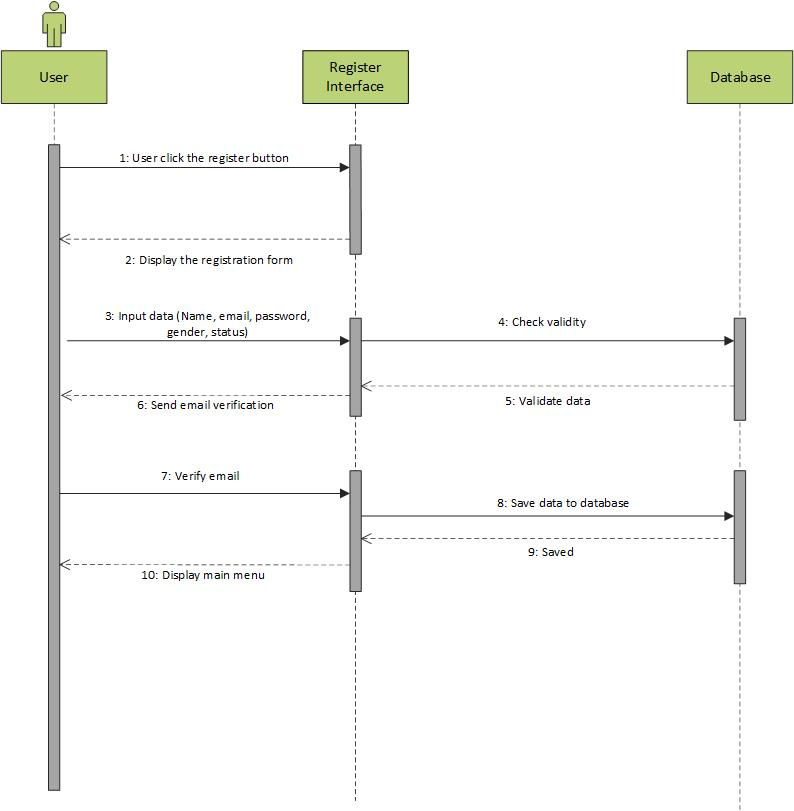 User
Register
Interface
Database
1: User click the register button
2: Display the registration form
3: Input data (Name, email, password,
gender, status)
4: Check validity
5: Validate data
6: Send email verification
7: Verify email
8: Save data to database
9: Saved
10: Display main menu